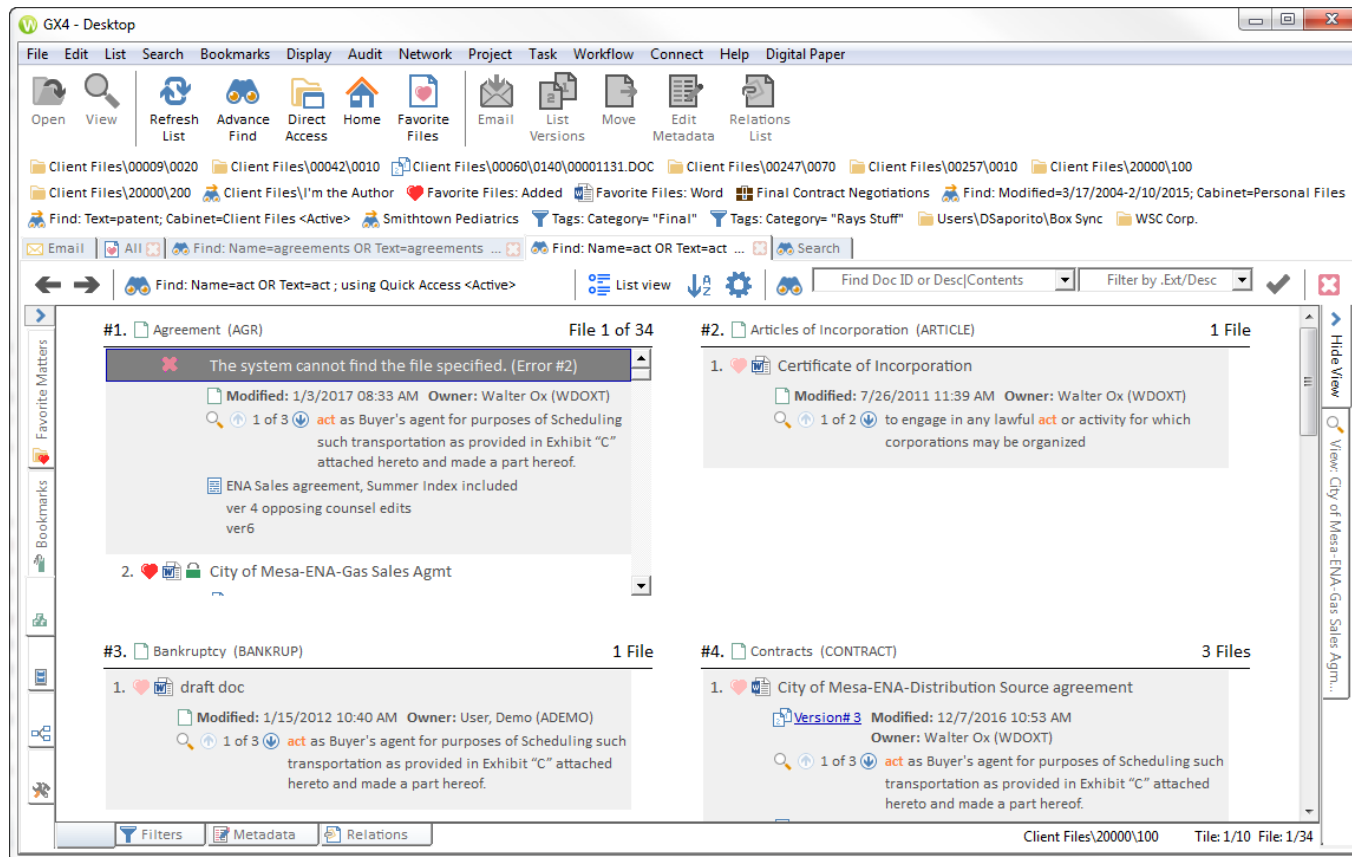 GX4 - Desktop
File Edit List Search Bookmarks Display Audit Network Project Task Workflow Connect Help Digital Paper
Open View Refresh List Advance Find Direct Access Home Favorite Files Email List Versions Move Edit Metadata Relations List
Client Files\00009\0020 Client Files\00042\0010 Client Files\00060\0140\00001131.DOC Client Files\00247\0070 Client Files\00257\0010 Client Files\20000\100
Client Files\20000\200 Client Files\I'm the Author Favorite Files: Added Favorite Files: Word Final Contract Negotiations Find: Modified=3/17/2004-2/10/2015; Cabinet=Personal Files
Find: Text=patent; Cabinet=Client Files <Active> Smithtown Pediatrics Tags: Category= "Final" Tags: Category= "Rays Stuff" Users\DSaporito\Box Sync WSC Corp.
Email All Find: Name=agreements OR Text=agreements ... Find: Name=act OR Text=act ... Search
Find: Name=act OR Text=act ; using Quick Access <Active> List view Find Doc ID or Desc|Contents Filter by .Ext/Desc
Favorite Matters
Bookmarks
#1. Agreement (AGR) File 1 of 34
The system cannot find the file specified. (Error #2)
Modified: 1/3/2017 08:33 AM Owner: Walter Ox (WDOXT)
1 of 3 act as Buyer's agent for purposes of Scheduling
such transportation as provided in Exhibit “C”
attached hereto and made a part hereof.
ENA Sales agreement, Summer Index included
ver 4 opposing counsel edits
ver6
2. City of Mesa-ENA-Gas Sales Agmt
#2. Articles of Incorporation (ARTICLE) 1 File
1. Certificate of Incorporation
Modified: 7/26/2011 11:39 AM Owner: Walter Ox (WDOXT)
1 of 2 to engage in any lawful act or activity for which
corporations may be organized
#3. Bankruptcy (BANKRUP) 1 File
1. draft doc
Modified: 1/15/2012 10:40 AM Owner: User, Demo (ADEMO)
1 of 3 act as Buyer's agent for purposes of Scheduling such
transportation as provided in Exhibit “C” attached
hereto and made a part hereof.
#4. Contracts (CONTRACT) 3 Files
1. City of Mesa-ENA-Distribution Source agreement
Version# 3 Modified: 12/7/2016 10:53 AM
Owner: Walter Ox (WDOXT)
1 of 3 act as Buyer's agent for purposes of Scheduling such
transportation as provided in Exhibit “C” attached
hereto and made a part hereof.
Hide View
View: City of Mesa-ENA-Gas Sales Agm...
Filters Metadata Relations
Client Files\20000\100 Tile: 1/10 File: 1/34